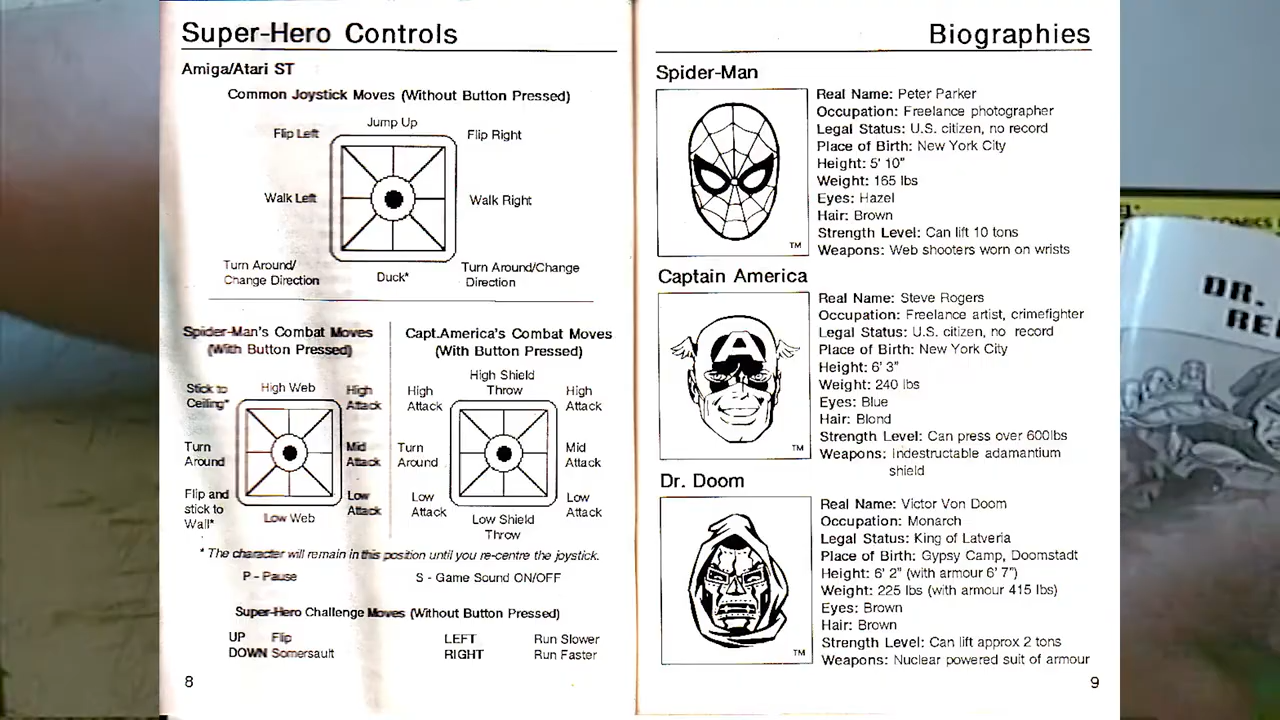 Super-Hero Controls
Amiga/Atari ST
Common Joystick Moves (Without Button Pressed)
Jump Up
Flip Left
Flip Right
Walk Left
Walk Right
Turn Around/
Change Direction
Duck*
Turn Around/Change
Direction
Spider-Man's Combat Moves
(With Button Pressed)
Stick to
Ceiling*
High Web
High
Attack
Turn
Around
Mid
Attack
Flip and
stick to
Wall*
Low Web
Low
Attack
Capt.America's Combat Moves
(With Button Pressed)
High Shield
Throw
High
Attack
High
Attack
Turn
Around
Mid
Attack
Low
Attack
Low Shield
Throw
Low
Attack
* The character will remain in this position until you re-centre the joystick.
P - Pause
S - Game Sound ON/OFF
Super-Hero Challenge Moves (Without Button Pressed)
UP Flip
LEFT Run Slower
DOWN Somersault
RIGHT Run Faster
8
Biographies
Spider-Man
TM
Real Name: Peter Parker
Occupation: Freelance photographer
Legal Status: U.S. citizen, no record
Place of Birth: New York City
Height: 5' 10"
Weight: 165 lbs
Eyes: Hazel
Hair: Brown
Strength Level: Can lift 10 tons
Weapons: Web shooters worn on wrists
Captain America
A
TM
Real Name: Steve Rogers
Occupation: Freelance artist, crimefighter
Legal Status: U.S. citizen, no record
Place of Birth: New York City
Height: 6' 3"
Weight: 240 lbs
Eyes: Blue
Hair: Blond
Strength Level: Can press over 600lbs
Weapons: Indestructable adamantium
shield
Dr. Doom
TM
Real Name: Victor Von Doom
Occupation: Monarch
Legal Status: King of Latveria
Place of Birth: Gypsy Camp, Doomstadt
Height: 6' 2" (with armour 6' 7")
Weight: 225 lbs (with armour 415 lbs)
Eyes: Brown
Hair: Brown
Strength Level: Can lift approx 2 tons
Weapons: Nuclear powered suit of armour
9
DR.
RE